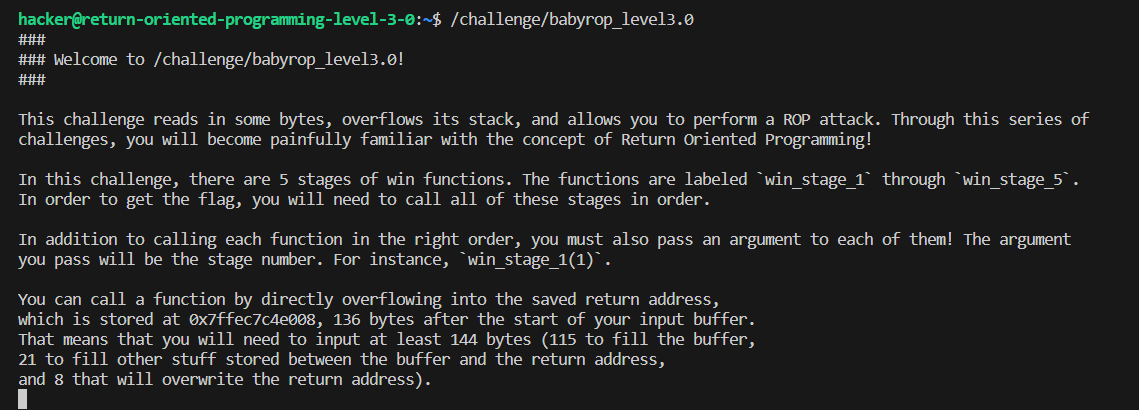 hacker@return-oriented-programming-level-3-0:~$ /challenge/babyrop_level3.0
###
### Welcome to /challenge/babyrop_level3.0!
###
This challenge reads in some bytes, overflows its stack, and allows you to perform a ROP attack. Through this series of
challenges, you will become painfully familiar with the concept of Return Oriented Programming!
In this challenge, there are 5 stages of win functions. The functions are labeled `win_stage_1` through `win_stage_5`.
In order to get the flag, you will need to call all of these stages in order.
In addition to calling each function in the right order, you must also pass an argument to each of them! The argument
you pass will be the stage number. For instance, `win_stage_1(1)`.
You can call a function by directly overflowing into the saved return address,
which is stored at 0x7ffec7c4e008, 136 bytes after the start of your input buffer.
That means that you will need to input at least 144 bytes (115 to fill the buffer,
21 to fill other stuff stored between the buffer and the return address,
and 8 that will overwrite the return address).